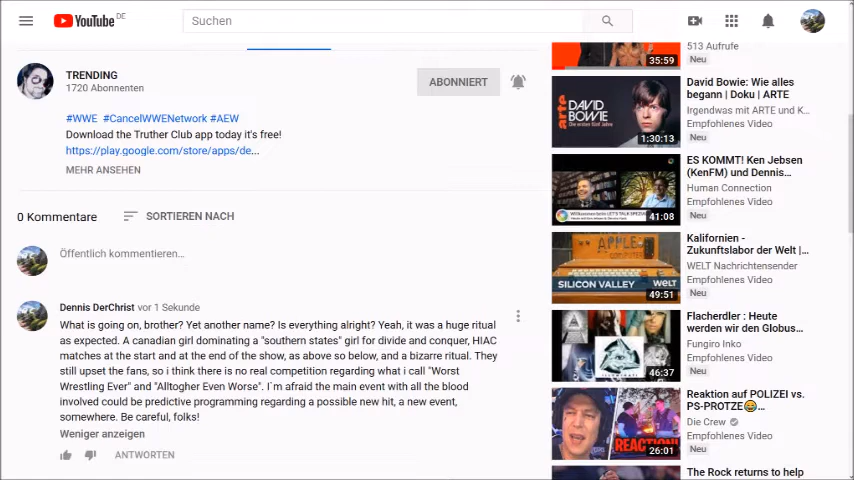 YouTube DE
Suchen
TRENDING
1720 Abonnenten
ABONNIERT
#WWE #CancelWWENetwork #AEW
Download the Truther Club app today it's free!
https://play.google.com/store/apps/de...
MEHR ANSEHEN
0 Kommentare
SORTIEREN NACH
Öffentlich kommentieren...
Dennis DerChrist vor 1 Sekunde
What is going on, brother? Yet another name? Is everything alright? Yeah, it was a huge ritual
as expected. A canadian girl dominating a "southern states" girl for divide and conquer, HIAC
matches at the start and at the end of the show, as above so below, and a bizarre ritual. They
still upset the fans, so i think there is no real competition regarding what i call "Worst
Wrestling Ever" and "Alltogher Even Worse". I´m afraid the main event with all the blood
involved could be predictive programming regarding a possible new hit, a new event,
somewhere. Be careful, folks!
Weniger anzeigen
ANTWORTEN
513 Aufrufe
Neu
35:59
David Bowie: Wie alles
begann | Doku | ARTE
Irgendwas mit ARTE und K...
Empfohlenes Video
Neu
arte
DAVID
BOWIE
1:30:13
ES KOMMT! Ken Jebsen
(KenFM) und Dennis...
Human Connection
Empfohlenes Video
Neu
41:08
Kalifornien -
Zukunftslabor der Welt |...
WELT Nachrichtensender
Empfohlenes Video
Neu
APPLE
COMPUTER
SILICON VALLEY
welt
49:51
Flacherdler : Heute
werden wir den Globus...
Fungiro Inko
Empfohlenes Video
Neu
ILLUMINATI
46:37
Reaktion auf POLIZEI vs.
PS-PROTZE😂...
Die Crew
Empfohlenes Video
Neu
REACTION!
26:01
The Rock returns to help